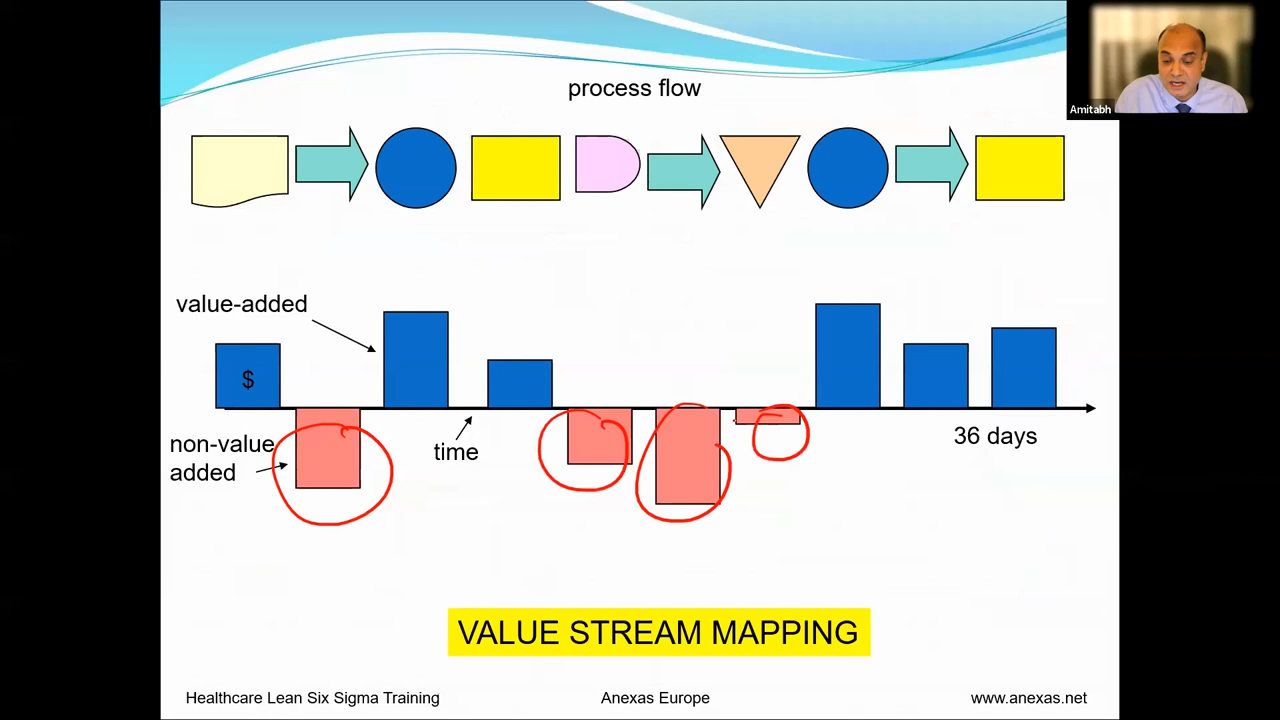 Amitabh
process flow
value-added
$
non-value
added
time
36 days
VALUE STREAM MAPPING
Healthcare Lean Six Sigma Training
Anexas Europe
www.anexas.net